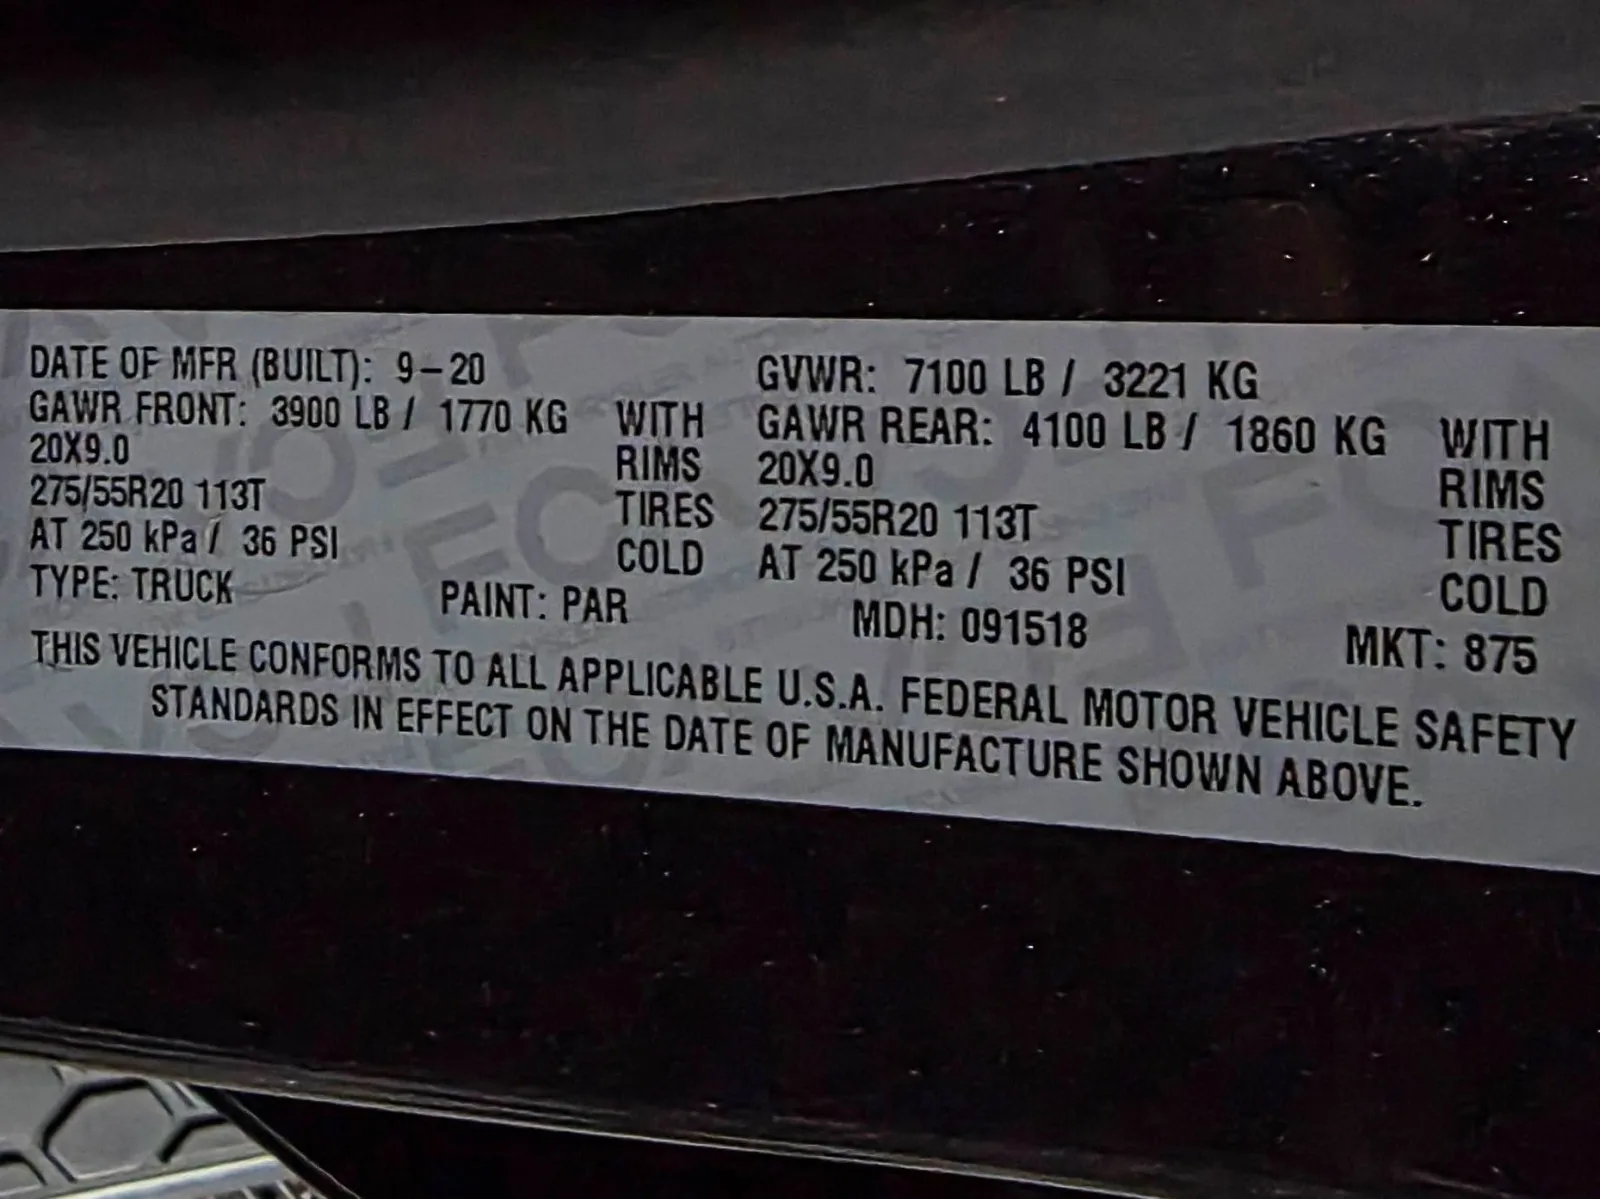 DATE OF MFR (BUILT): 9-20 GVWR: 7100 LB / 3221 KG
GAWR FRONT: 3900 LB / 1770 KG WITH GAWR REAR: 4100 LB / 1860 KG WITH
20X9.0 RIMS 20X9.0 RIMS
275/55R20 113T TIRES 275/55R20 113T TIRES
AT 250 kPa / 36 PSI COLD AT 250 kPa / 36 PSI COLD
TYPE: TRUCK PAINT: PAR MDH: 091518 MKT: 875
THIS VEHICLE CONFORMS TO ALL APPLICABLE U.S.A. FEDERAL MOTOR VEHICLE SAFETY
STANDARDS IN EFFECT ON THE DATE OF MANUFACTURE SHOWN ABOVE.